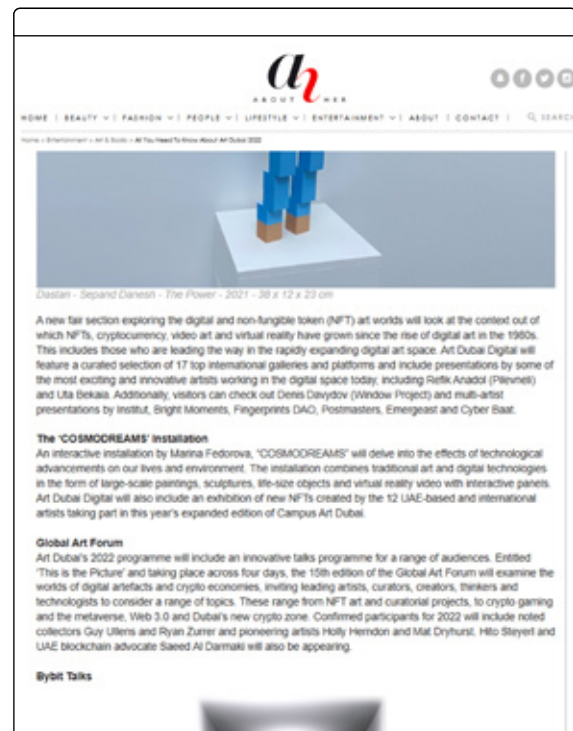 ah
ABOUT HER
HOME | BEAUTY | FASHION | PEOPLE | LIFESTYLE | ENTERTAINMENT | ABOUT | CONTACT | SEARCH
Home > Entertainment > Art & Books > All You Need To Know About Art Dubai 2022
Dastan - Sepand Danesh - The Power - 2021 - 38 x 12 x 23 cm
A new fair section exploring the digital and non-fungible token (NFT) art worlds will look at the context out of
which NFTs, cryptocurrency, video art and virtual reality have grown since the rise of digital art in the 1980s.
This includes those who are leading the way in the rapidly expanding digital art space. Art Dubai Digital will
feature a curated selection of 17 top international galleries and platforms and include presentations by some of
the most exciting and innovative artists working in the digital space today, including Refik Anadol (Pilevneli)
and Uta Bekaia. Additionally, visitors can check out Denis Davydov (Window Project) and multi-artist
presentations by Institut, Bright Moments, Fingerprints DAO, Postmasters, Emergeast and Cyber Baat.
The 'COSMODREAMS' Installation
An interactive installation by Marina Fedorova, "COSMODREAMS" will delve into the effects of technological
advancements on our lives and environment. The installation combines traditional art and digital technologies
in the form of large-scale paintings, sculptures, life-size objects and virtual reality video with interactive panels.
Art Dubai Digital will also include an exhibition of new NFTs created by the 12 UAE-based and international
artists taking part in this year's expanded edition of Campus Art Dubai.
Global Art Forum
Art Dubai's 2022 programme will include an innovative talks programme for a range of audiences. Entitled
'This is the Picture' and taking place across four days, the 15th edition of the Global Art Forum will examine the
worlds of digital artefacts and crypto economies, inviting leading artists, curators, creators, thinkers and
technologists to consider a range of topics. These range from NFT art and curatorial projects, to crypto gaming
and the metaverse, Web 3.0 and Dubai's new crypto zone. Confirmed participants for 2022 will include noted
collectors Guy Ullens and Ryan Zurrer and pioneering artists Holly Herndon and Mat Dryhurst. Hito Steyerl and
UAE blockchain advocate Saeed Al Darmaki will also be appearing.
Bybit Talks